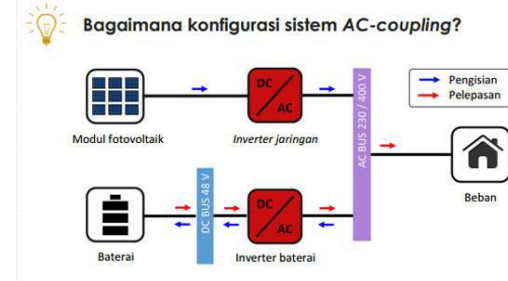 Bagaimana konfigurasi sistem AC-coupling?
DC
AC
Modul fotovoltaik
Inverter jaringan
AC BUS 230 / 400 V
Pengisian
Pelepasan
Beban
DC BUS 48 V
DC
AC
Baterai
Inverter baterai